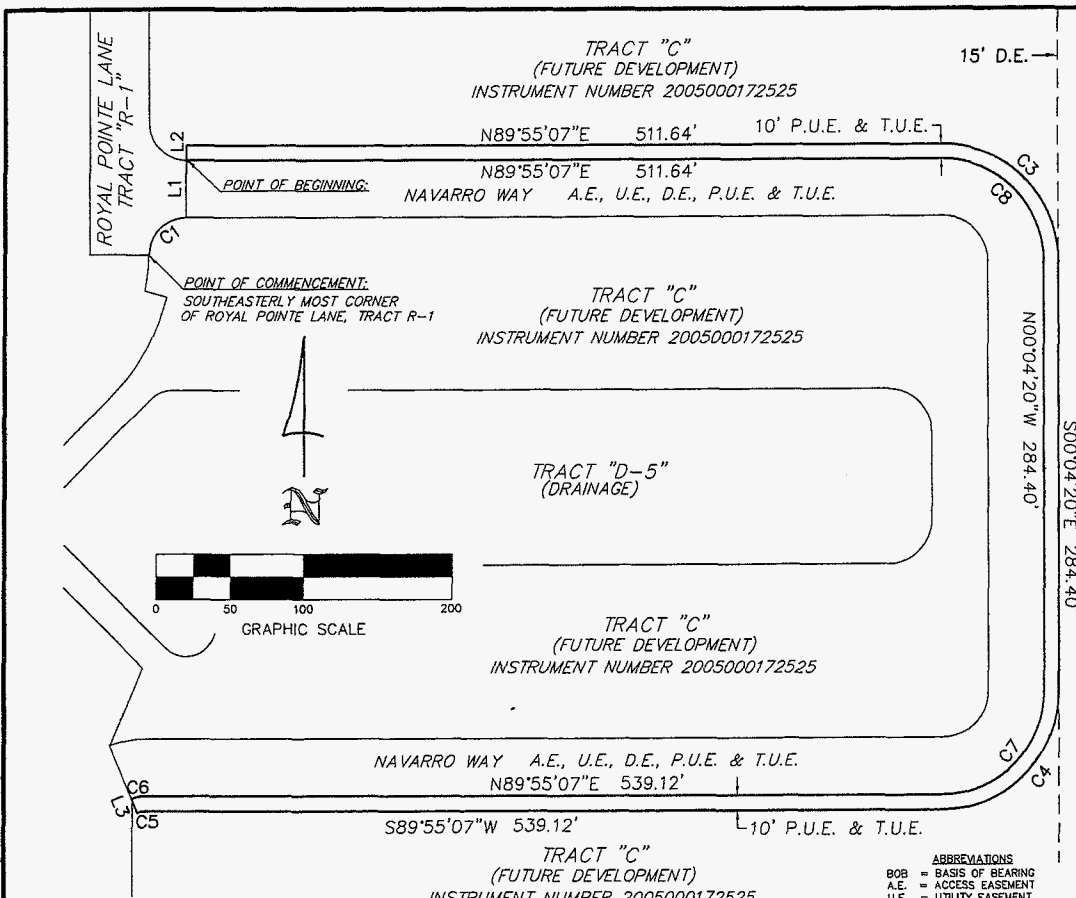 TRACT "C"
(FUTURE DEVELOPMENT)
INSTRUMENT NUMBER 2005000172525
15' D.E.
ROYAL POINTE LANE
TRACT "R-1"
L2
N89°55'07"E 511.64'
10' P.U.E. & T.U.E.
C3
N89°55'07"E 511.64'
C8
L1
POINT OF BEGINNING:
NAVARRO WAY A.E., U.E., D.E., P.U.E. & T.U.E.
C1
POINT OF COMMENCEMENT:
SOUTHEASTERLY MOST CORNER
OF ROYAL POINTE LANE, TRACT R-1
TRACT "C"
(FUTURE DEVELOPMENT)
INSTRUMENT NUMBER 2005000172525
N00°04'20"W 284.40'
S00°04'20"E 284.40
TRACT "D-5"
(DRAINAGE)
N
0 50 100 200
GRAPHIC SCALE
TRACT "C"
(FUTURE DEVELOPMENT)
INSTRUMENT NUMBER 2005000172525
NAVARRO WAY A.E., U.E., D.E., P.U.E. & T.U.E.
C7
C4
C6
N89°55'07"E 539.12'
L3
C5
S89°55'07"W 539.12'
10' P.U.E. & T.U.E.
TRACT "C"
(FUTURE DEVELOPMENT)
INSTRUMENT NUMBER 2005000172525
ABBREVIATIONS
BOB = BASIS OF BEARING
A.E. = ACCESS EASEMENT
U.E. = UTILITY EASEMENT